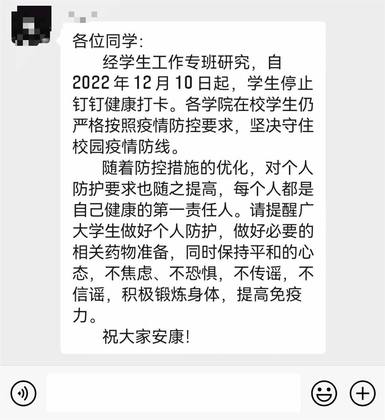 各位同学：
经学生工作专班研究，自
2022年12月10日起，学生停止
钉钉健康打卡。各学院在校学生仍
严格按照疫情防控要求，坚决守住
校园疫情防线。
随着防控措施的优化，对个人
防护要求也随之提高，每个人都是
自己健康的第一责任人。请提醒广
大学生做好个人防护，做好必要的
相关药物准备，同时保持平和的心
态，不焦虑、不恐惧，不传谣，不
信谣，积极锻炼身体，提高免疫
力。
祝大家安康！